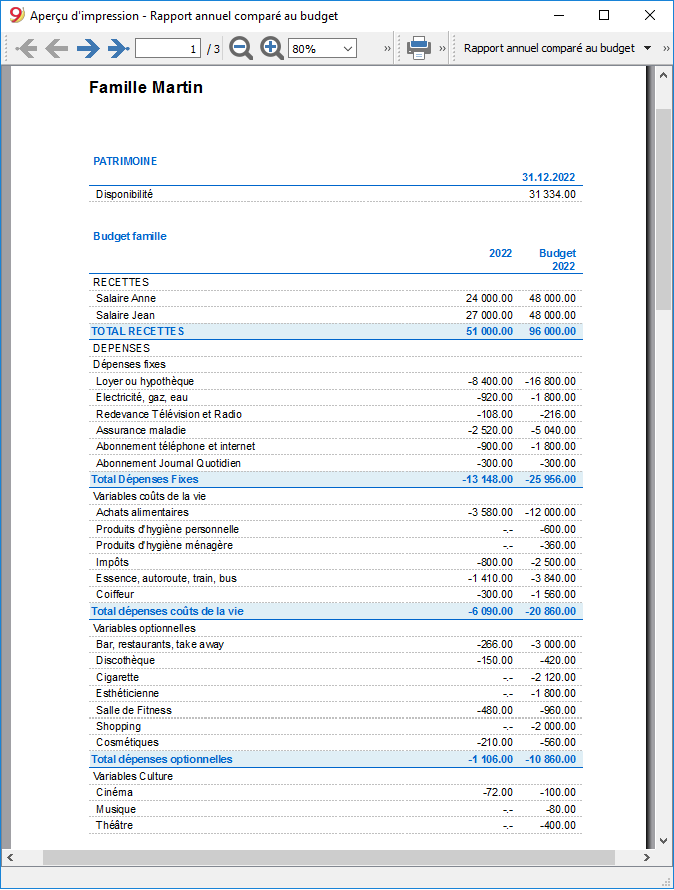 Aperçu d'impression - Rapport annuel comparé au budget
1 / 3 80% » » Rapport annuel comparé au budget »
Famille Martin
PATRIMOINE
31.12.2022
Disponibilité 31 334.00
Budget famille
2022 Budget
2022
RECETTES
Salaire Anne 24 000.00 48 000.00
Salaire Jean 27 000.00 48 000.00
TOTAL RECETTES 51 000.00 96 000.00
DEPENSES
Dépenses fixes
Loyer ou hypothèque -8 400.00 -16 800.00
Electricité, gaz, eau -920.00 -1 800.00
Redevance Télévision et Radio -108.00 -216.00
Assurance maladie -2 520.00 -5 040.00
Abonnement téléphone et internet -900.00 -1 800.00
Abonnement Journal Quotidien -300.00 -300.00
Total Dépenses Fixes -13 148.00 -25 956.00
Variables coûts de la vie
Achats alimentaires -3 580.00 -12 000.00
Produits d'hygiène personnelle -.- -600.00
Produits d'hygiène ménagère -.- -360.00
Impôts -800.00 -2 500.00
Essence, autoroute, train, bus -1 410.00 -3 840.00
Coiffeur -300.00 -1 560.00
Total dépenses coûts de la vie -6 090.00 -20 860.00
Variables optionnelles
Bar, restaurants, take away -266.00 -3 000.00
Discothèque -150.00 -420.00
Cigarette -.- -2 120.00
Esthéticienne -.- -1 800.00
Salle de Fitness -480.00 -960.00
Shopping -.- -2 000.00
Cosmétiques -210.00 -560.00
Total dépenses optionnelles -1 106.00 -10 860.00
Variables Culture
Cinéma -72.00 -100.00
Musique -.- -80.00
Théâtre -.- -400.00